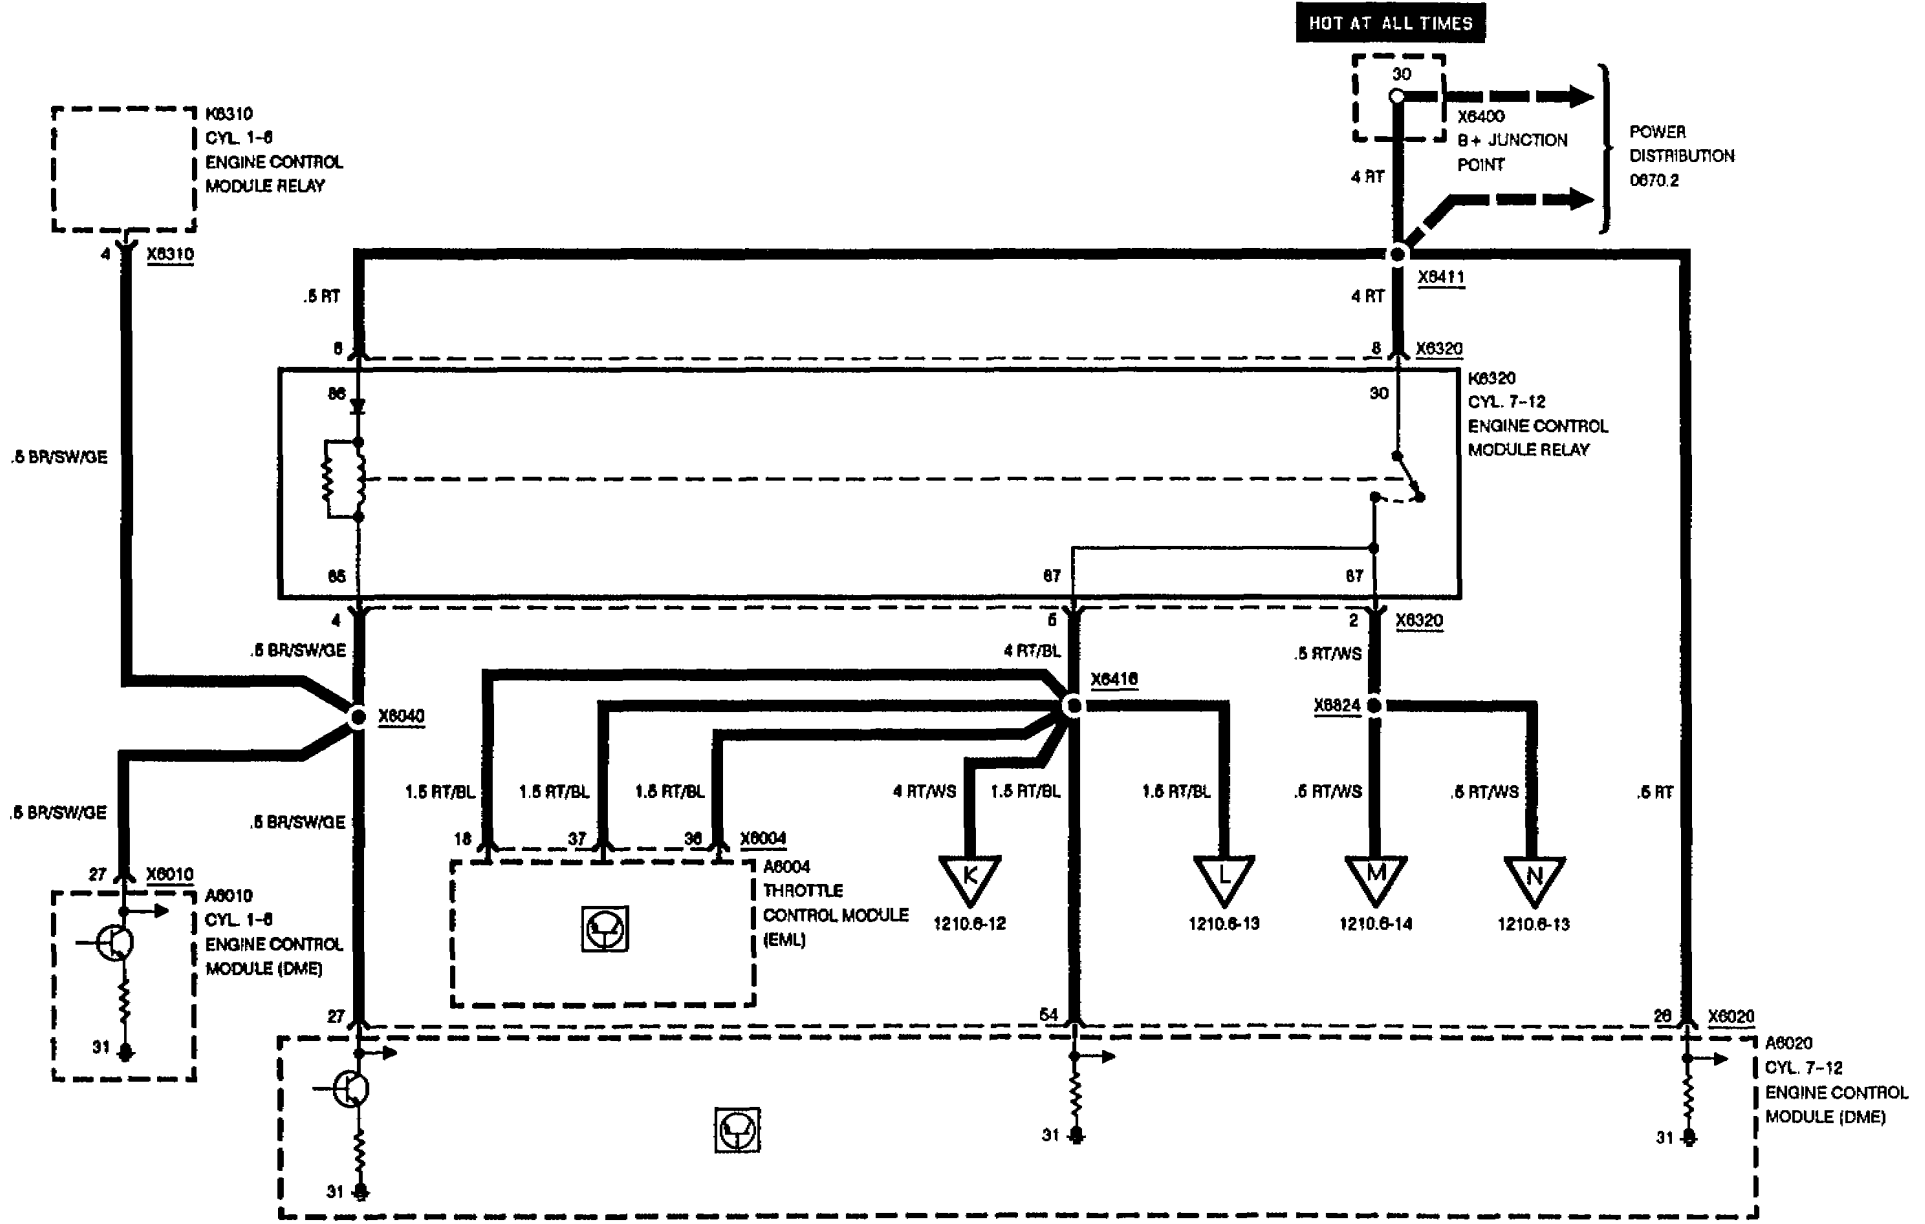 HOT AT ALL TIMES
30
X6400
B+ JUNCTION
POINT
POWER
DISTRIBUTION
0670.2
4 RT
K6310
CYL. 1-6
ENGINE CONTROL
MODULE RELAY
4
X6310
X6411
.5 RT
4 RT
6
8
X6320
86
30
K6320
CYL. 7-12
ENGINE CONTROL
MODULE RELAY
.5 BR/SW/GE
85
87
87
4
5
2
X6320
.5 BR/SW/GE
4 RT/BL
.5 RT/WS
X6416
X6824
X6040
.5 BR/SW/GE
.5 BR/SW/GE
1.5 RT/BL
1.5 RT/BL
1.5 RT/BL
4 RT/WS
1.5 RT/BL
1.5 RT/BL
.5 RT/WS
.5 RT/WS
.5 RT
18
37
36
X6004
K
L
M
N
1210.6-12
1210.6-13
1210.6-14
1210.6-13
A6004
THROTTLE
CONTROL MODULE
(EML)
27
X6010
A6010
CYL. 1-6
ENGINE CONTROL
MODULE (DME)
31
27
54
26
X6020
A6020
CYL. 7-12
ENGINE CONTROL
MODULE (DME)
31
31
31